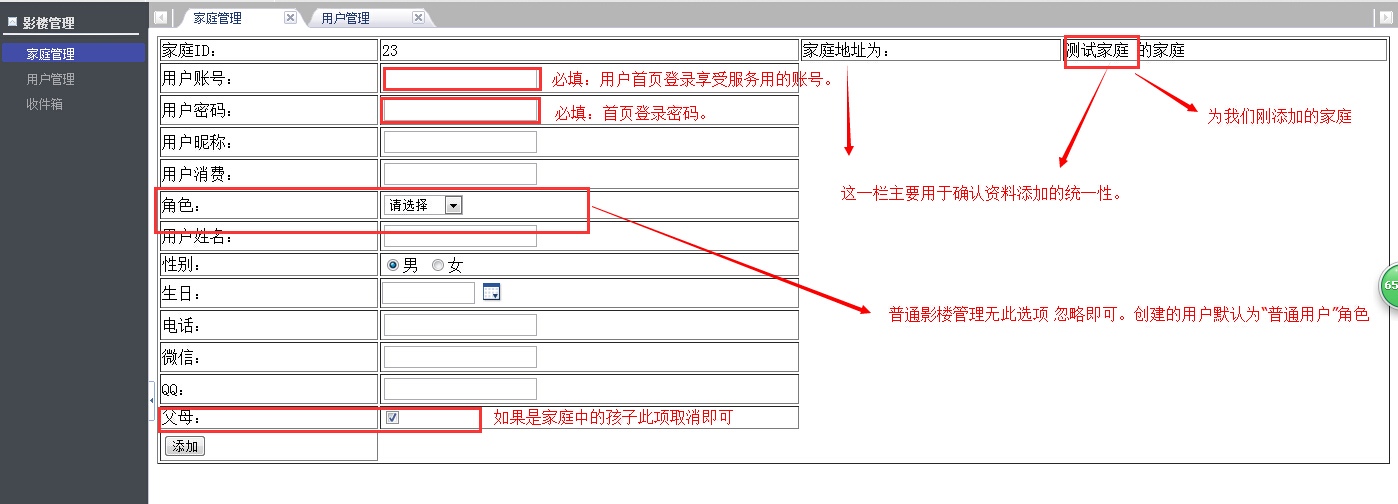 影楼管理
家庭管理
用户管理
收件箱
家庭管理 用户管理
家庭ID: 23 家庭地址为: 测试家庭 的家庭
用户账号: 必填：用户首页登录享受服务用的账号。
用户密码: 必填：首页登录密码。
为我们刚添加的家庭
用户昵称:
用户消费:
这一栏主要用于确认资料添加的统一性。
角色: 请选择
用户姓名:
性别: 男 女
生日:
普通影楼管理无此选项 忽略即可。创建的用户默认为“普通用户”角色
电话:
微信:
QQ:
父母: 如果是家庭中的孩子此项取消即可
添加